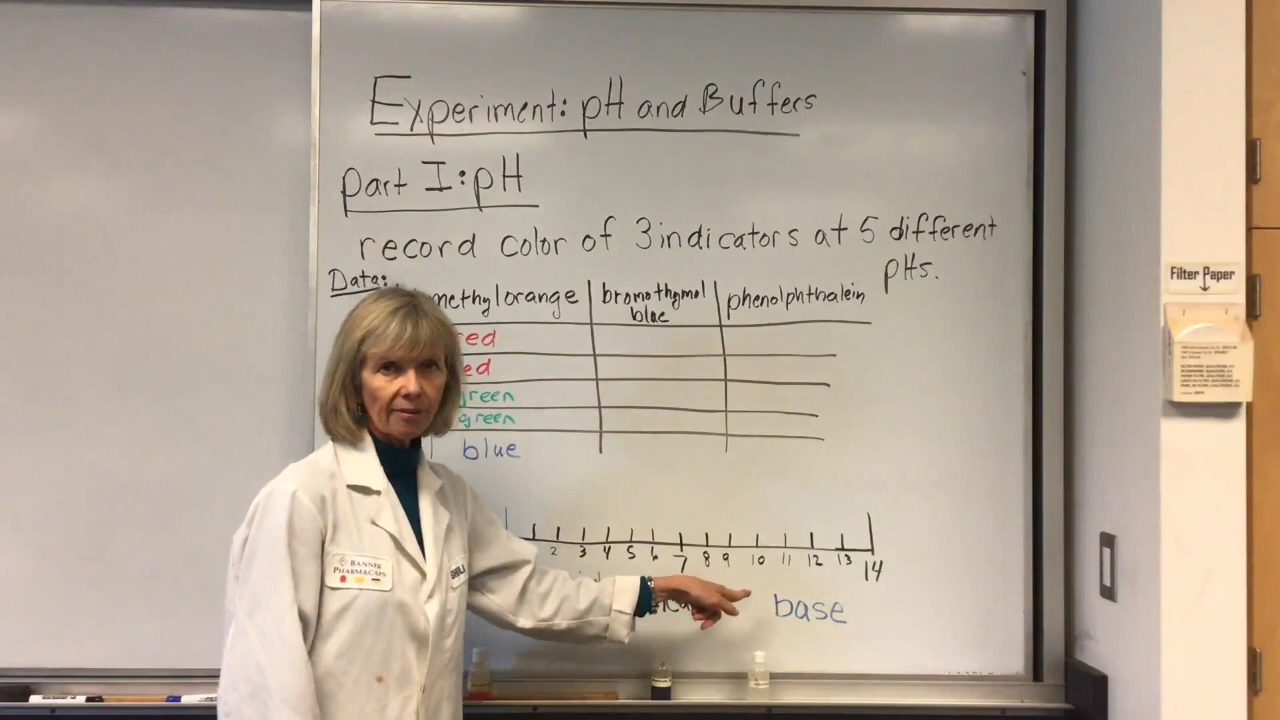 Experiment: pH and Buffers
part I: pH
record color of 3 indicators at 5 different
pHs.
Data:
methyl orange bromothymol blue phenolphthalein
red
red
green
green
blue
2 3 4 5 6 7 8 9 10 11 12 13 14
base
BANNER
PHARMACAPS
Filter Paper